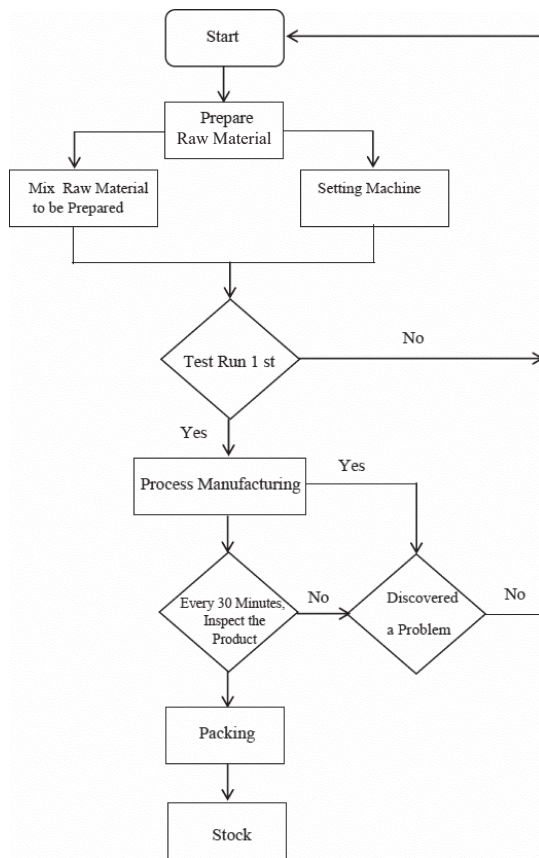 Start
Prepare
Raw Material
Mix Raw Material
to be Prepared
Setting Machine
Test Run 1 st
No
Yes
Process Manufacturing
Yes
Every 30 Minutes,
Inspect the
Product
No
Discovered
a Problem
No
Packing
Stock